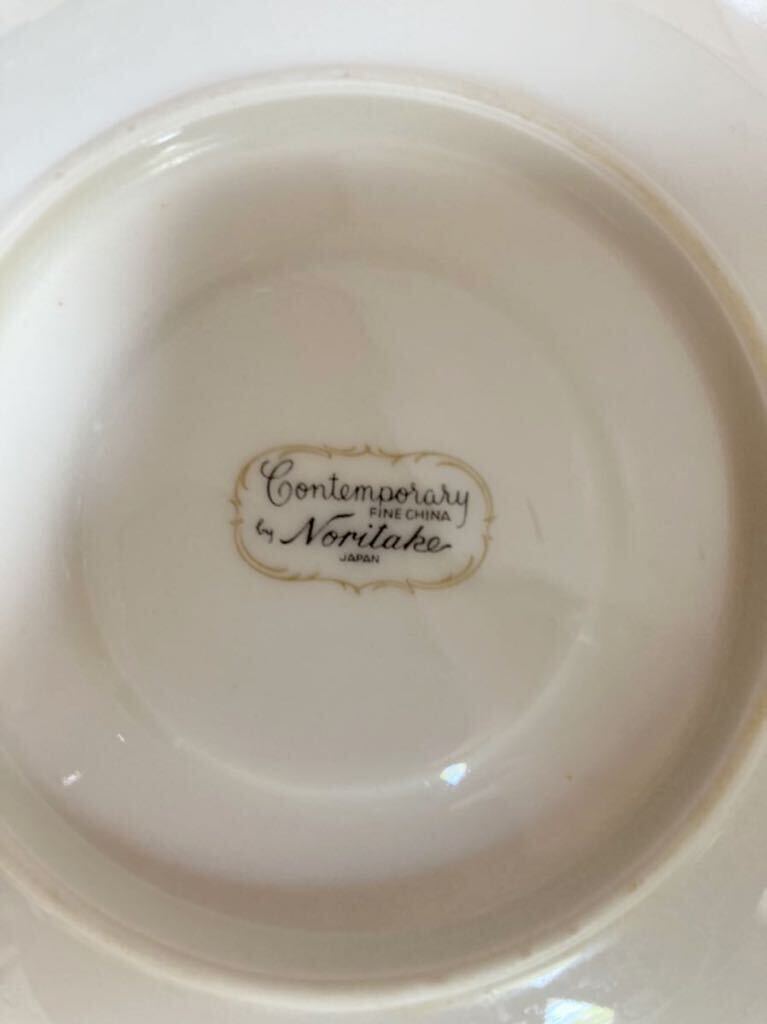 Contemporary
FINE CHINA
by Noritake
JAPAN